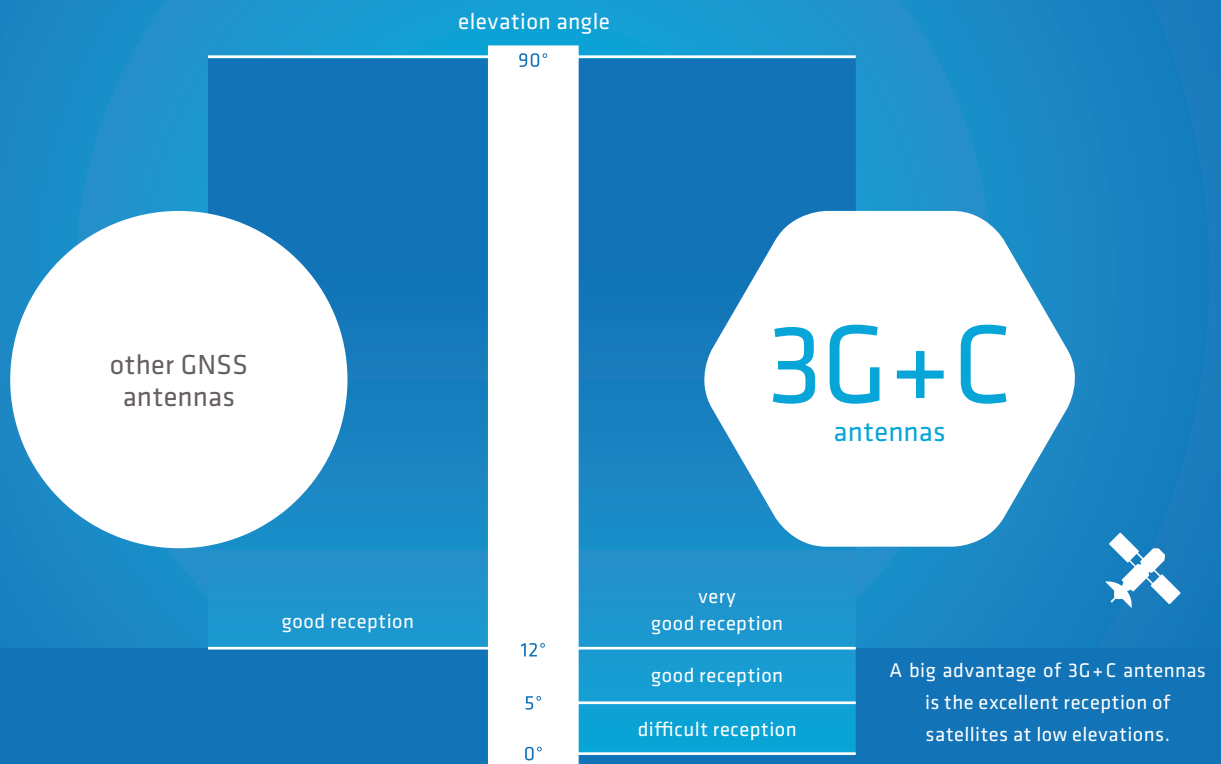 elevation angle
90°
other GNSS
antennas
3G+C
antennas
good reception
very
good reception
12°
good reception
5°
difficult reception
0°
A big advantage of 3G+C antennas
is the excellent reception of
satellites at low elevations.